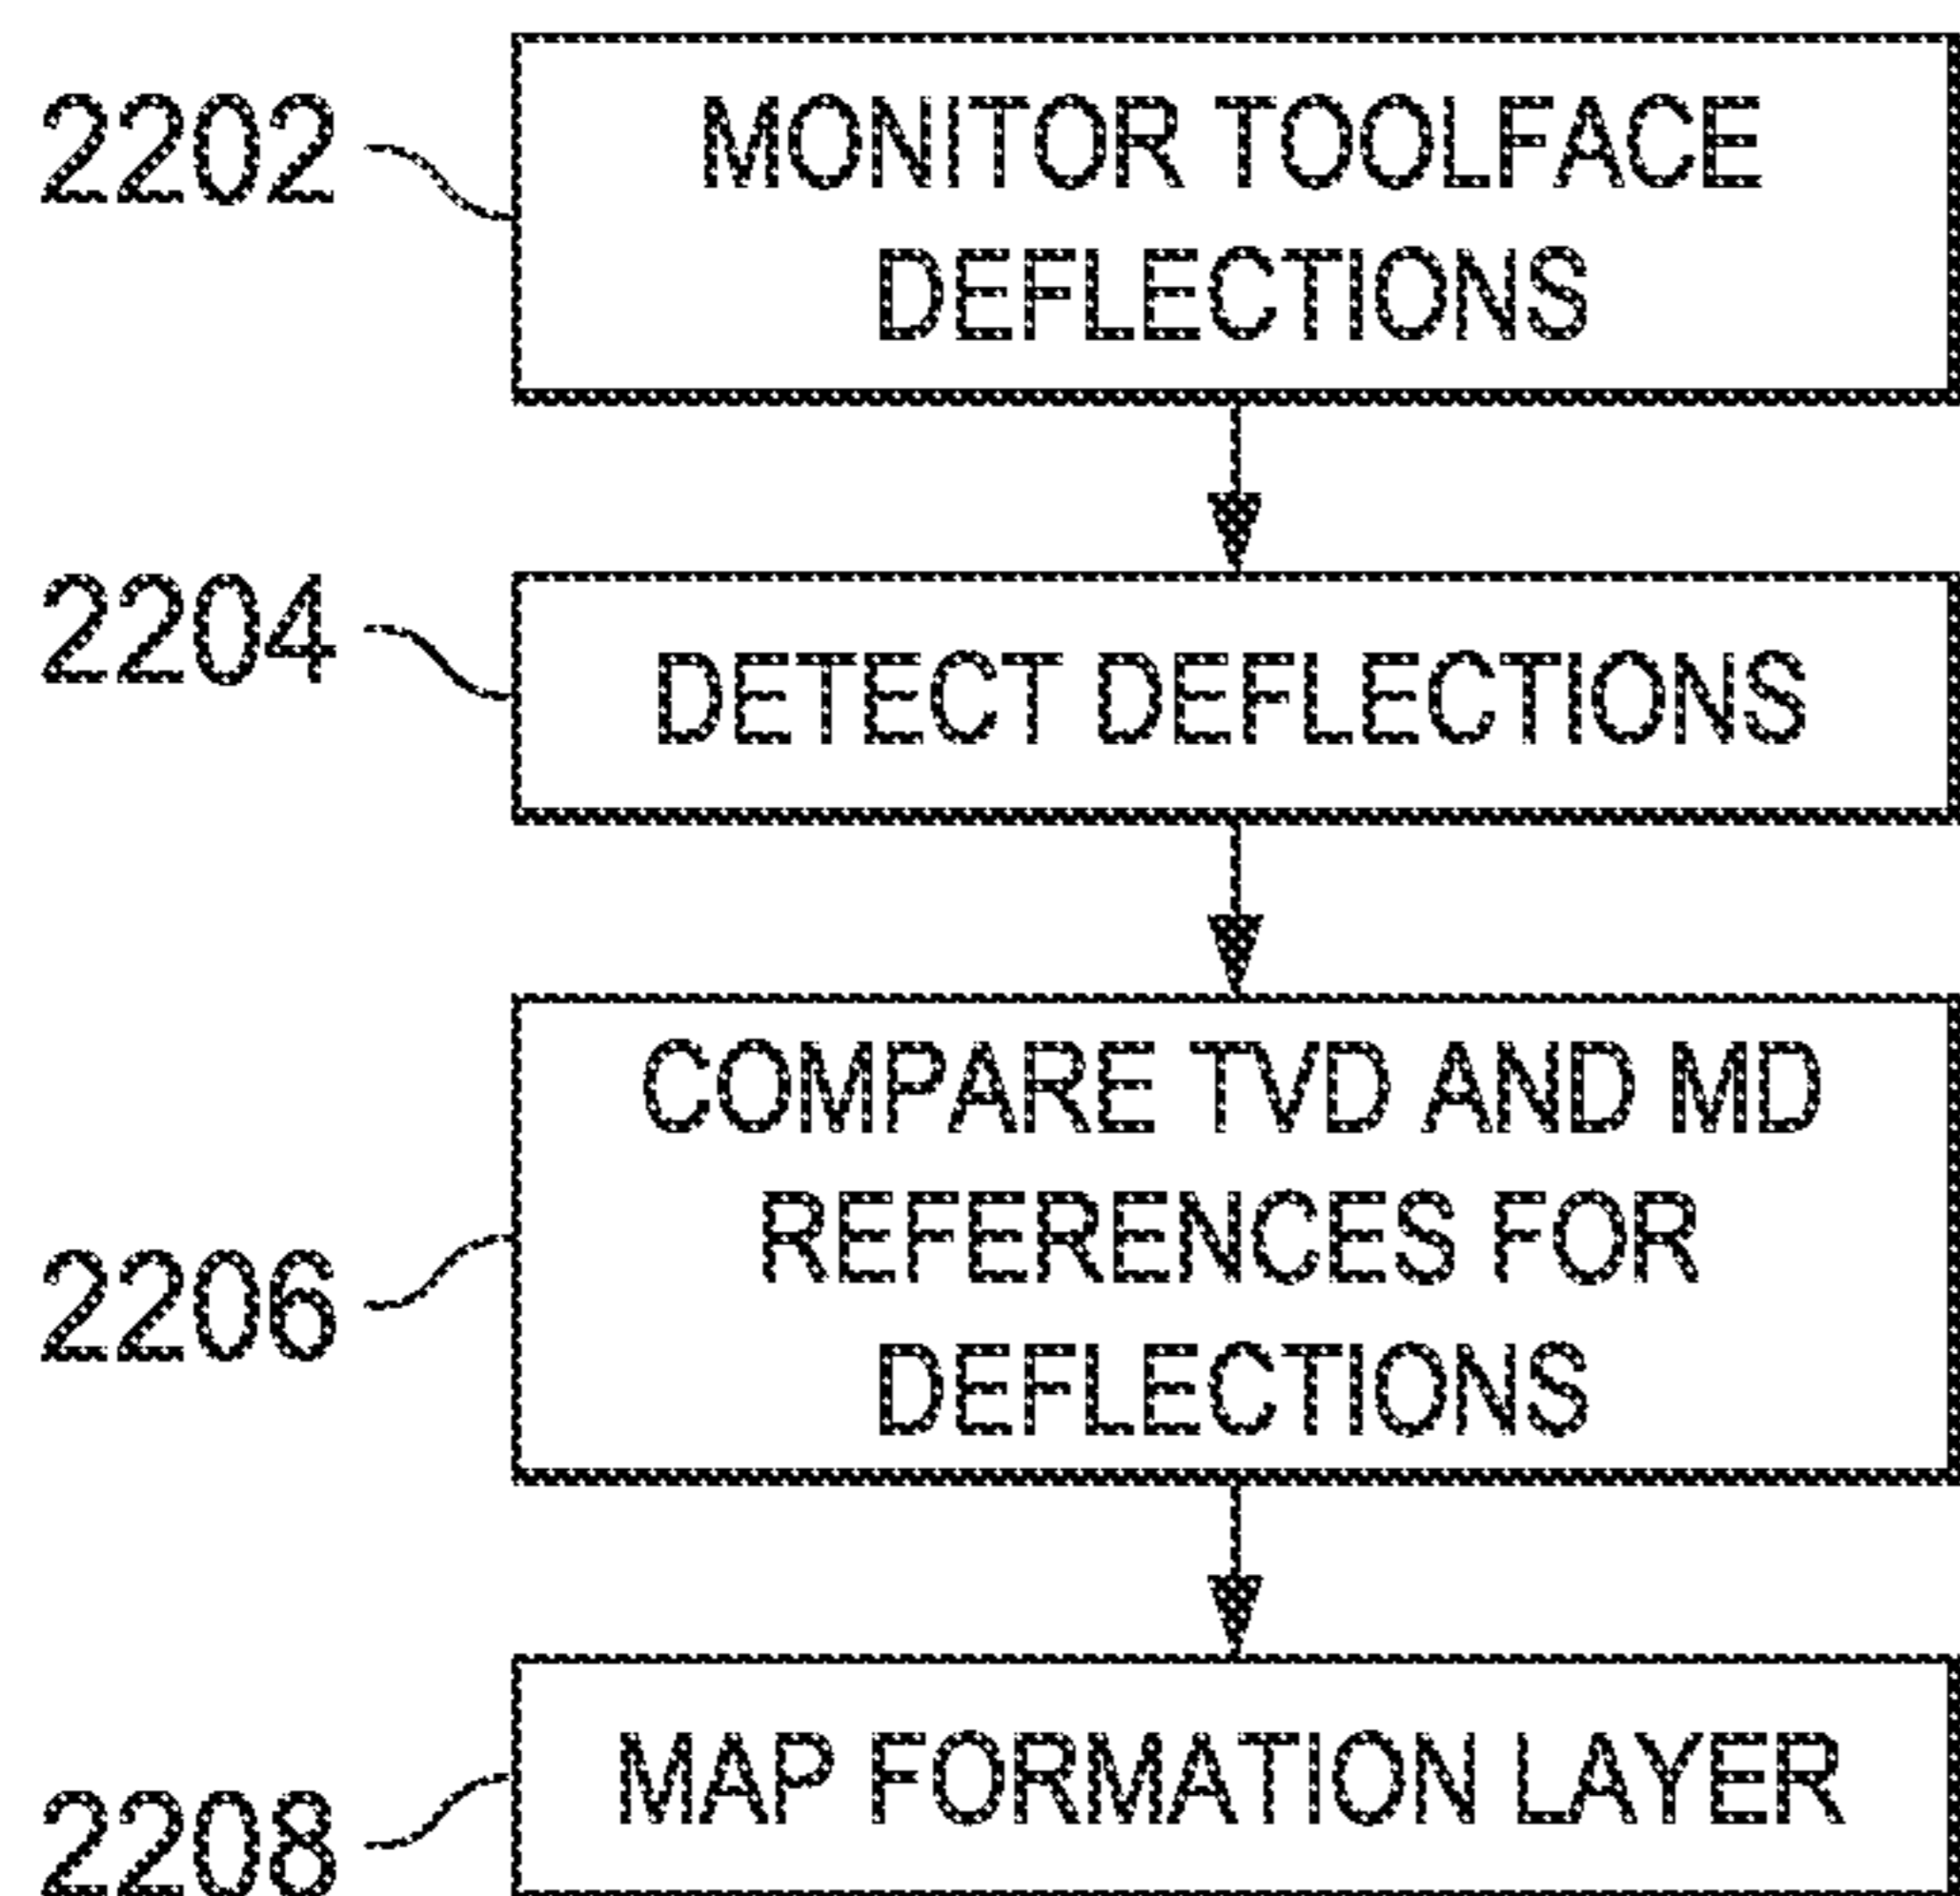 2202
MONITOR TOOLFACE
DEFLECTIONS
2204
DETECT DEFLECTIONS
2206
COMPARE TVD AND MD
REFERENCES FOR
DEFLECTIONS
2208
MAP FORMATION LAYER